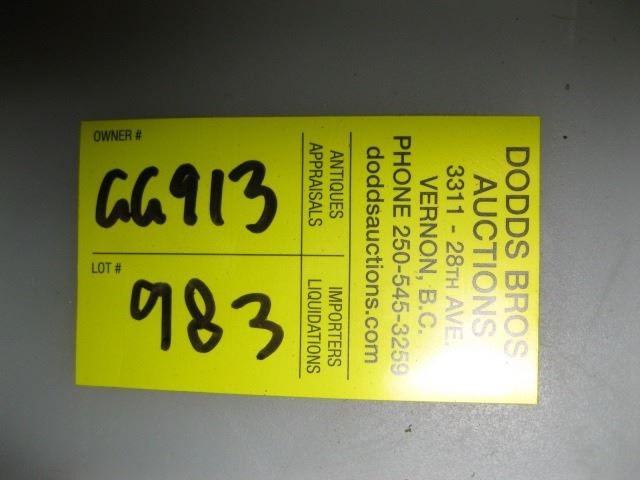 OWNER #
GG913
LOT #
983
ANTIQUES
APPRAISALS
IMPORTERS
LIQUIDATIONS
DODDS BROS.
AUCTIONS
3311 - 28TH AVE.
VERNON, B.C.
PHONE 250-545-3259
doddsauctions.com